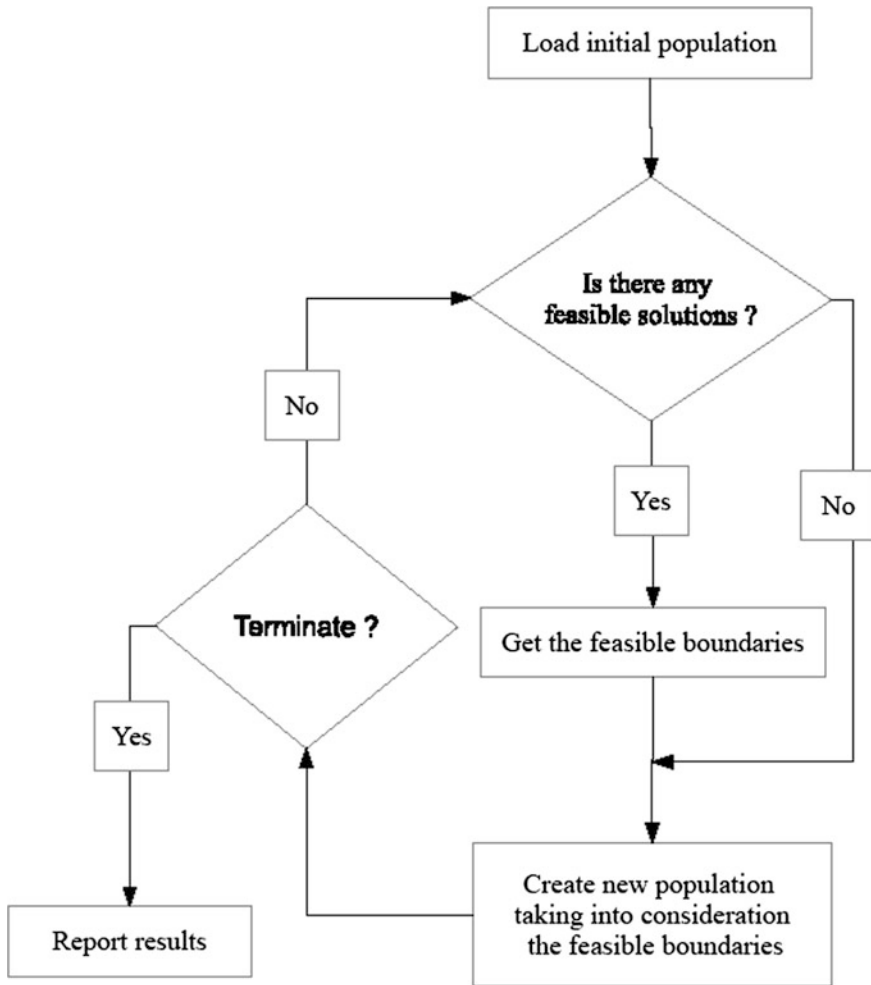 Load initial population
Is there any
feasible solutions ?
No
Yes
No
Terminate ?
Get the feasible boundaries
Yes
Create new population
taking into consideration
the feasible boundaries
Report results